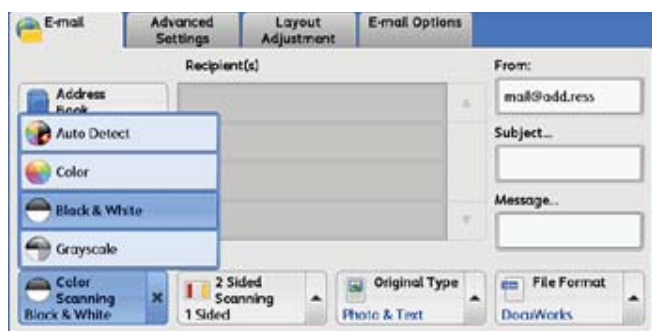 E-mail
Advanced
Settings
Layout
Adjustment
E-mail Options
Recipient(s)
From:
Address
Book
mail@add.ress
Auto Detect
Subject...
Color
Black & White
Message...
Grayscale
Color
Scanning
Black & White
2 Sided
Scanning
1 Sided
Original Type
Photo & Text
File Format
DocuWorks